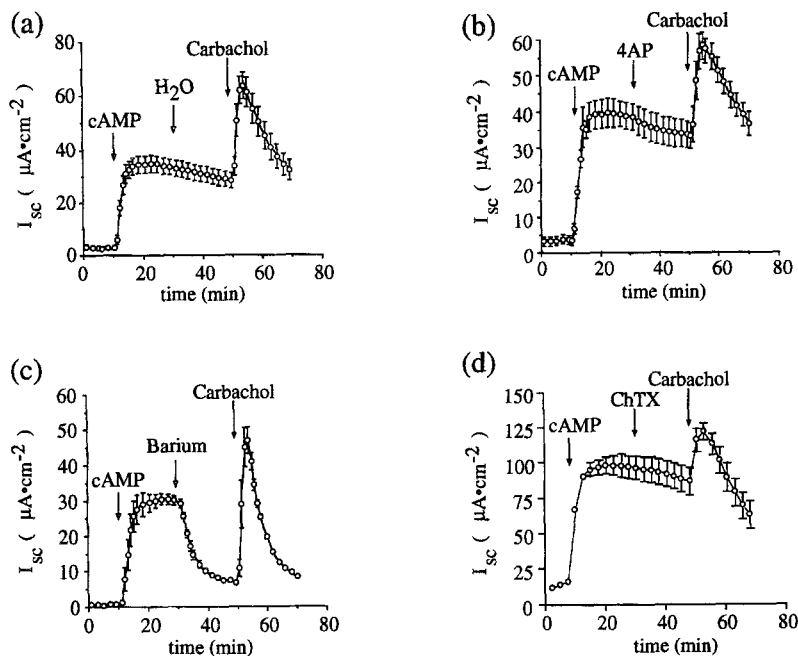 (a)
I_sc ( μA•cm⁻² )
80
60
40
20
0
cAMP
H₂O
Carbachol
0 20 40 60 80
time (min)
(b)
I_sc ( μA•cm⁻² )
60
50
40
30
20
10
0
cAMP
4AP
Carbachol
0 20 40 60 80
time (min)
(c)
I_sc ( μA•cm⁻² )
60
50
40
30
20
10
0
cAMP
Barium
Carbachol
0 20 40 60 80
time (min)
(d)
I_sc ( μA•cm⁻² )
150
125
100
75
50
25
0
cAMP
ChTX
Carbachol
0 20 40 60 80
time (min)